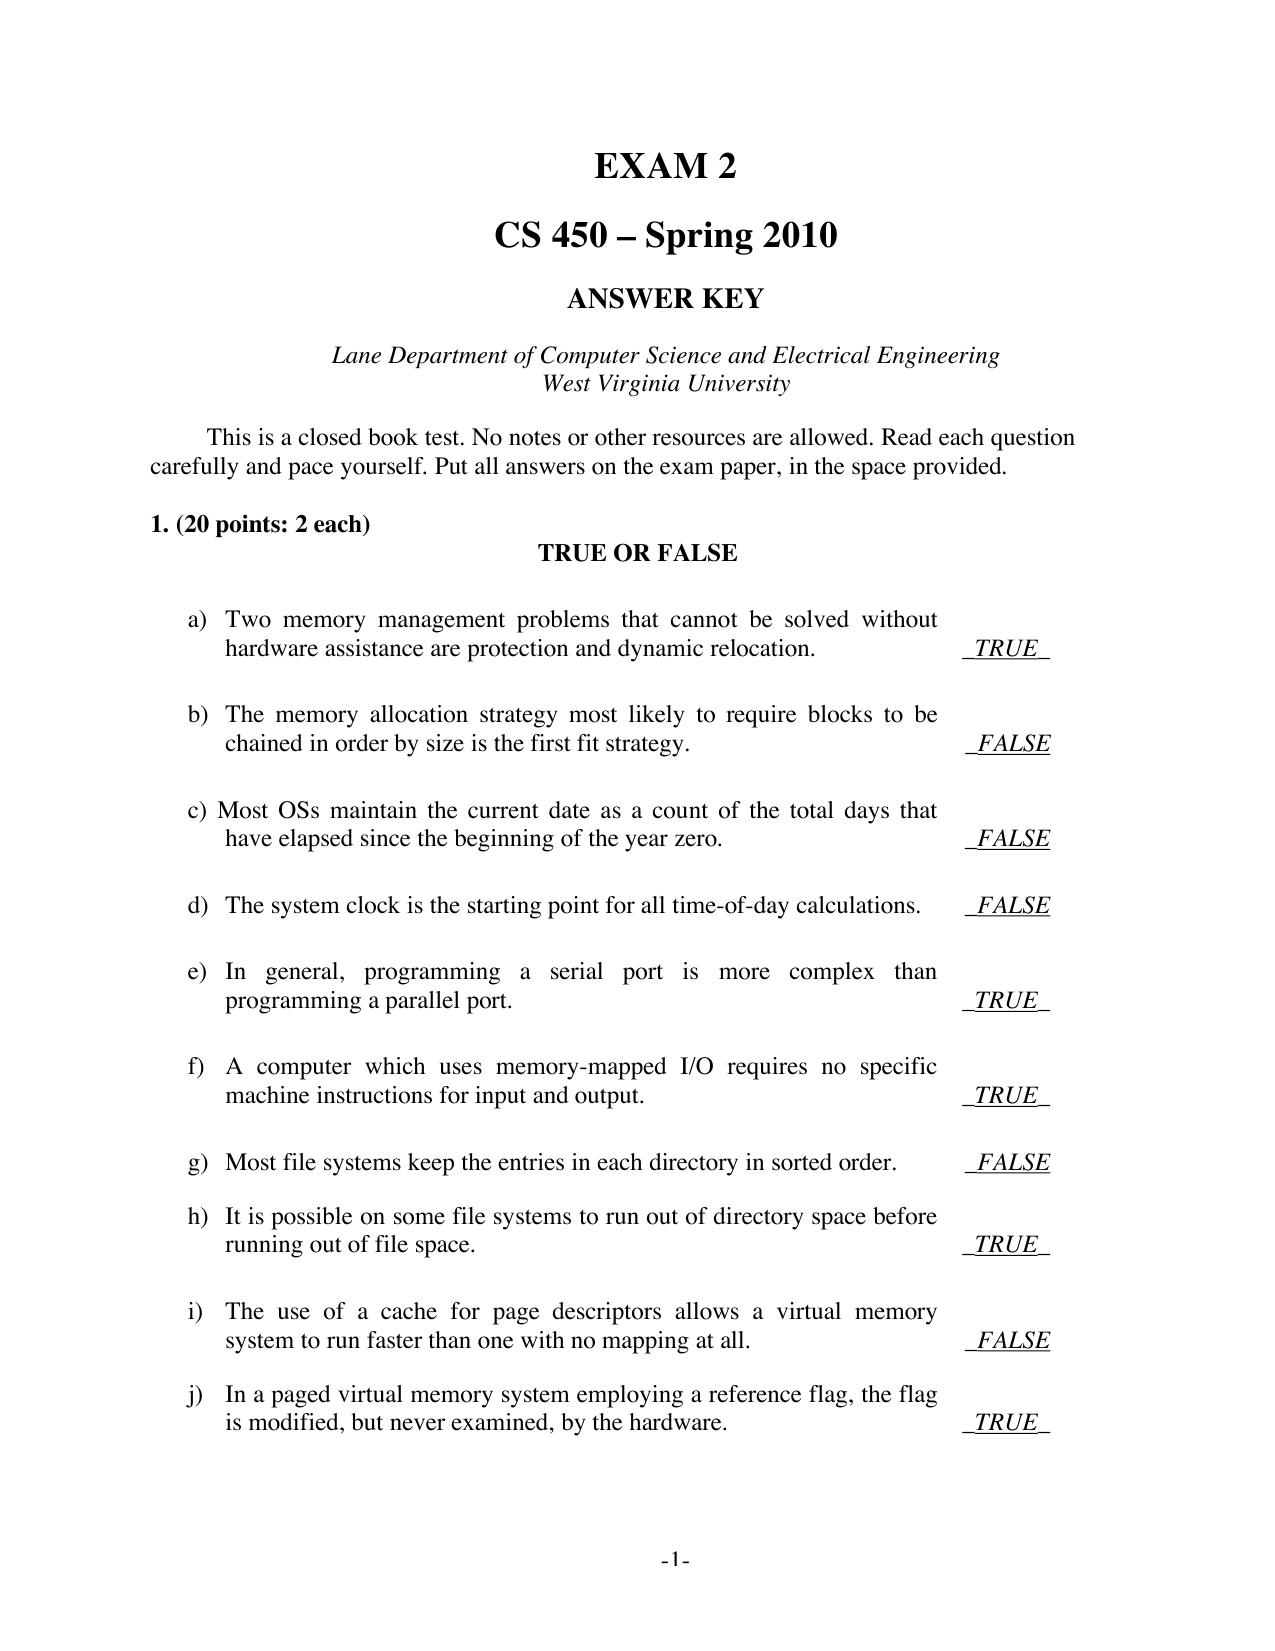 EXAM 2
CS 450 – Spring 2010
ANSWER KEY
Lane Department of Computer Science and Electrical Engineering
West Virginia University
This is a closed book test. No notes or other resources are allowed. Read each question
carefully and pace yourself. Put all answers on the exam paper, in the space provided.
1. (20 points: 2 each)
TRUE OR FALSE
a) Two memory management problems that cannot be solved without
hardware assistance are protection and dynamic relocation. _TRUE_
b) The memory allocation strategy most likely to require blocks to be
chained in order by size is the first fit strategy. _FALSE
c) Most OSs maintain the current date as a count of the total days that
have elapsed since the beginning of the year zero. _FALSE
d) The system clock is the starting point for all time-of-day calculations. _FALSE
e) In general, programming a serial port is more complex than
programming a parallel port. _TRUE_
f) A computer which uses memory-mapped I/O requires no specific
machine instructions for input and output. _TRUE_
g) Most file systems keep the entries in each directory in sorted order. _FALSE
h) It is possible on some file systems to run out of directory space before
running out of file space. _TRUE_
i) The use of a cache for page descriptors allows a virtual memory
system to run faster than one with no mapping at all. _FALSE
j) In a paged virtual memory system employing a reference flag, the flag
is modified, but never examined, by the hardware. _TRUE_
-1-